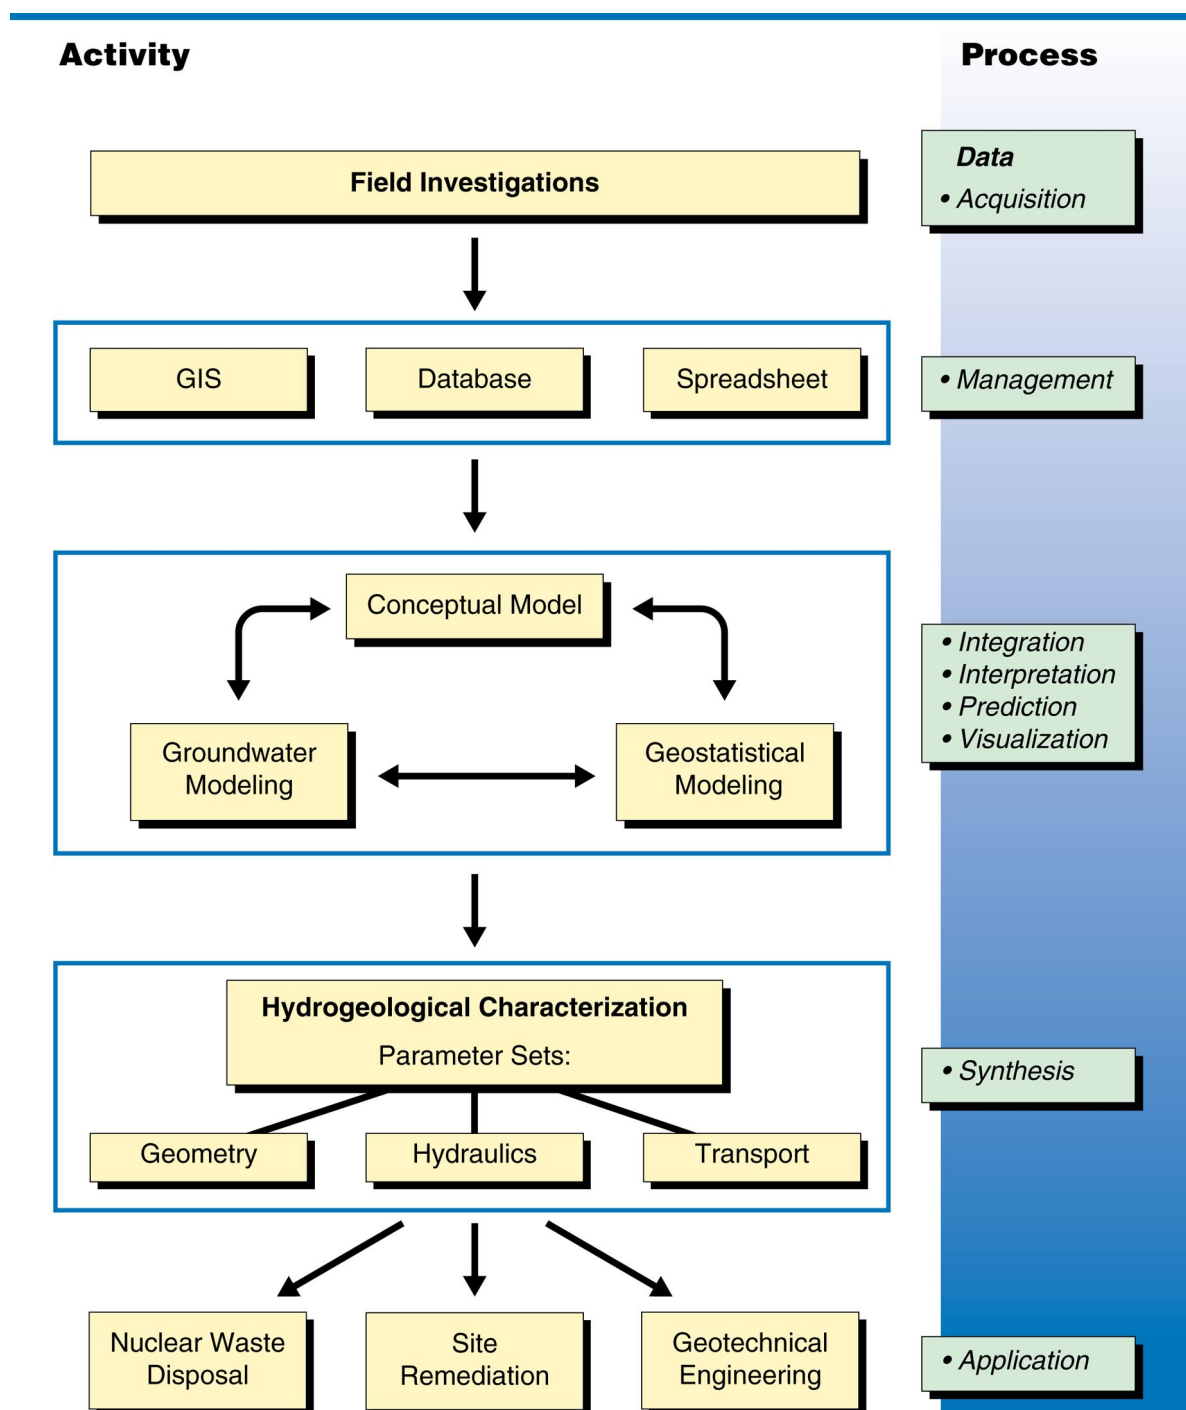 Activity
Process
Field Investigations
Data
• Acquisition
GIS
Database
Spreadsheet
• Management
Conceptual Model
Groundwater
Modeling
Geostatistical
Modeling
• Integration
• Interpretation
• Prediction
• Visualization
Hydrogeological Characterization
Parameter Sets:
Geometry
Hydraulics
Transport
• Synthesis
Nuclear Waste
Disposal
Site
Remediation
Geotechnical
Engineering
• Application